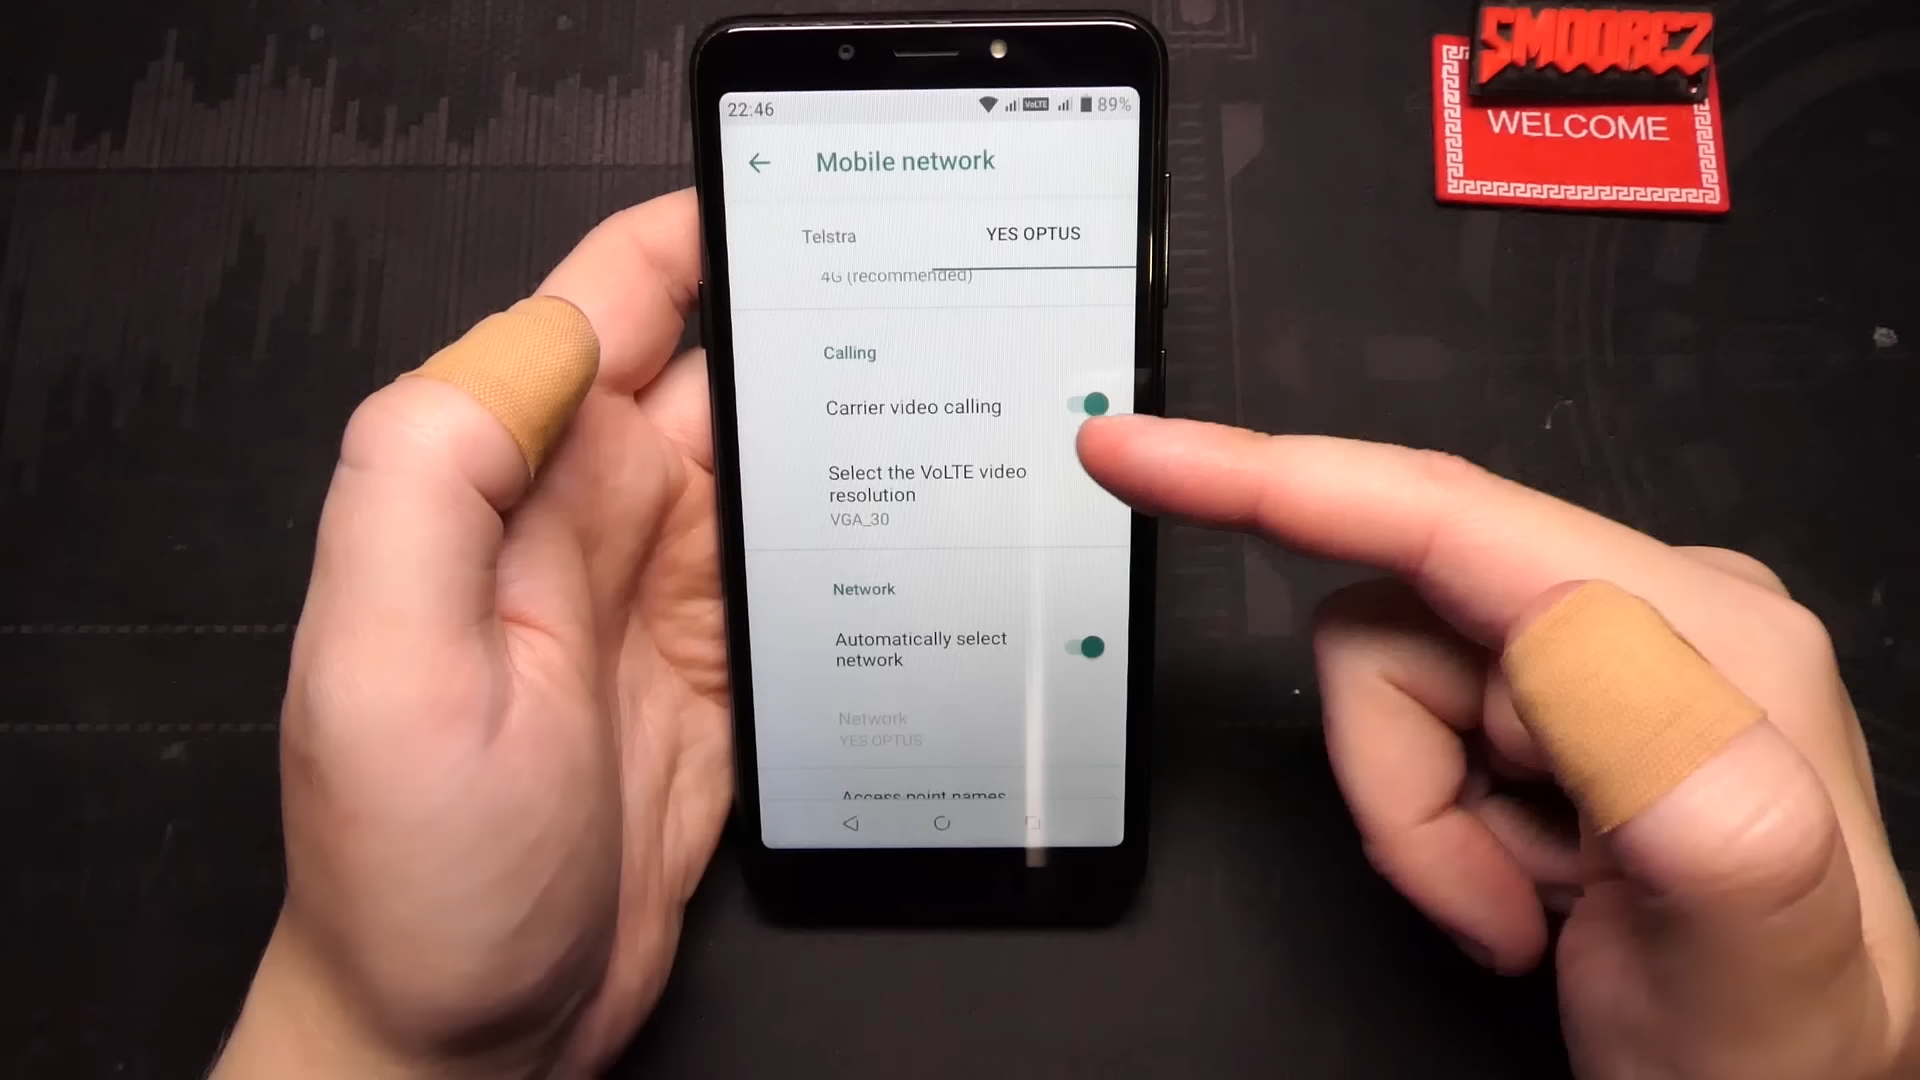 SMOOREZ
WELCOME
22:46
VoLTE
89%
Mobile network
Telstra
YES OPTUS
4G (recommended)
Calling
Carrier video calling
Select the VoLTE video
resolution
VGA_30
Network
Automatically select
network
Network
YES OPTUS
Access point names